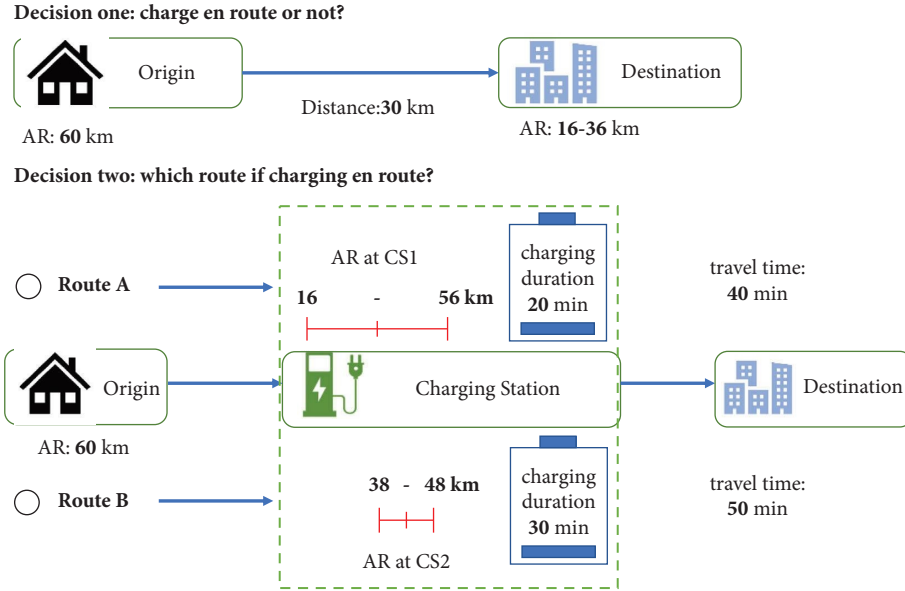 Decision one: charge en route or not?
Origin
Destination
Distance:30 km
AR: 60 km
AR: 16-36 km
Decision two: which route if charging en route?
AR at CS1
charging
duration
20 min
travel time:
40 min
Route A
16 - 56 km
Origin
Charging Station
Destination
AR: 60 km
Route B
38 - 48 km
AR at CS2
charging
duration
30 min
travel time:
50 min